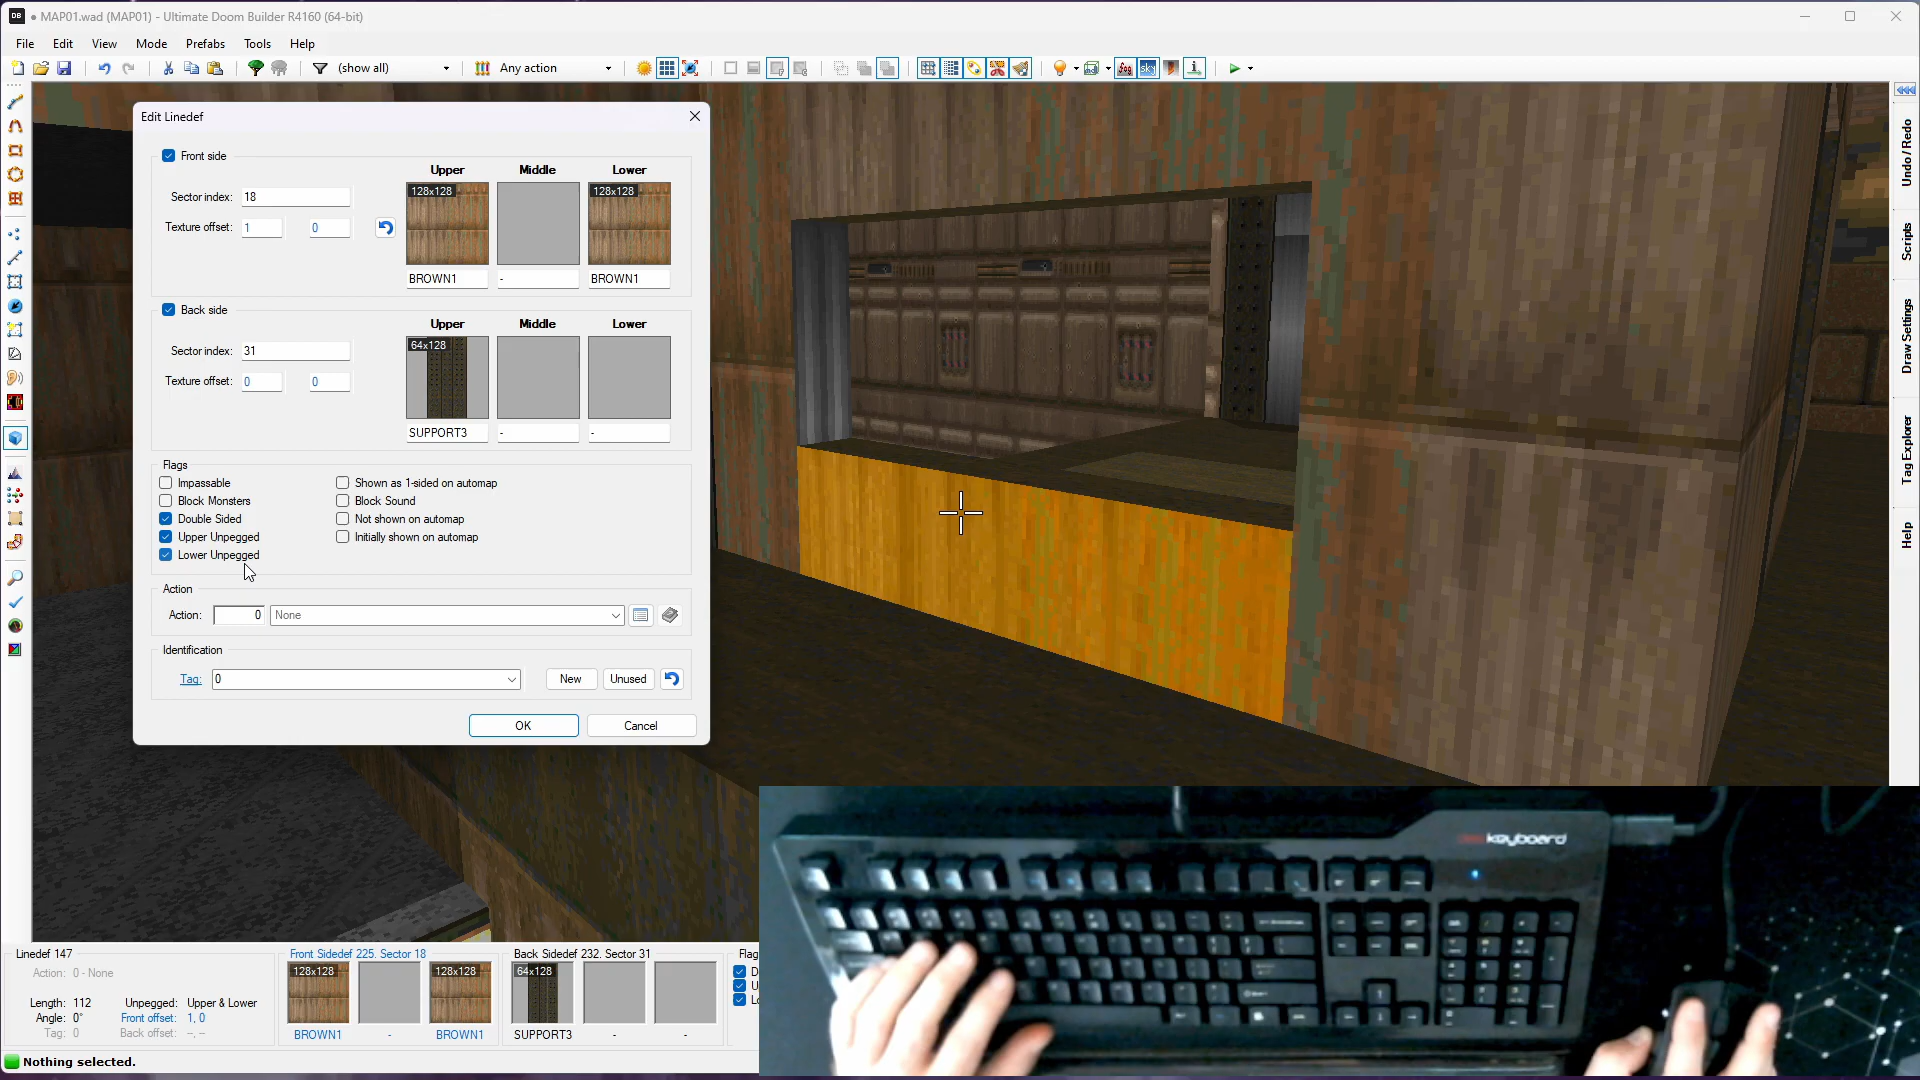 DB • MAP01.wad (MAP01) - Ultimate Doom Builder R4160 (64-bit)
File Edit View Mode Prefabs Tools Help
(show all) Any action
Edit Linedef
Front side
Upper Middle Lower
128x128 128x128
Sector index: 18
Texture offset: 1 0
BROWN1 - BROWN1
Back side
Upper Middle Lower
64x128
Sector index: 31
Texture offset: 0 0
SUPPORT3 - -
Flags
Impassable Shown as 1-sided on automap
Block Monsters Block Sound
Double Sided Not shown on automap
Upper Unpegged Initially shown on automap
Lower Unpegged
Action
Action: 0 None
Identification
Tag: 0 New Unused
OK Cancel
Undo / Redo
Scripts
Draw Settings
Tag Explorer
Help
Linedef 147
Action: 0 - None
Length: 112 Unpegged: Upper & Lower
Angle: 0° Front offset: 1, 0
Tag: 0 Back offset: --, --
Front Sidedef 225. Sector 18
128x128 128x128
BROWN1 - BROWN1
Back Sidedef 232. Sector 31
64x128
SUPPORT3 - -
Flag
D
U
Lo
Nothing selected.
keyboard